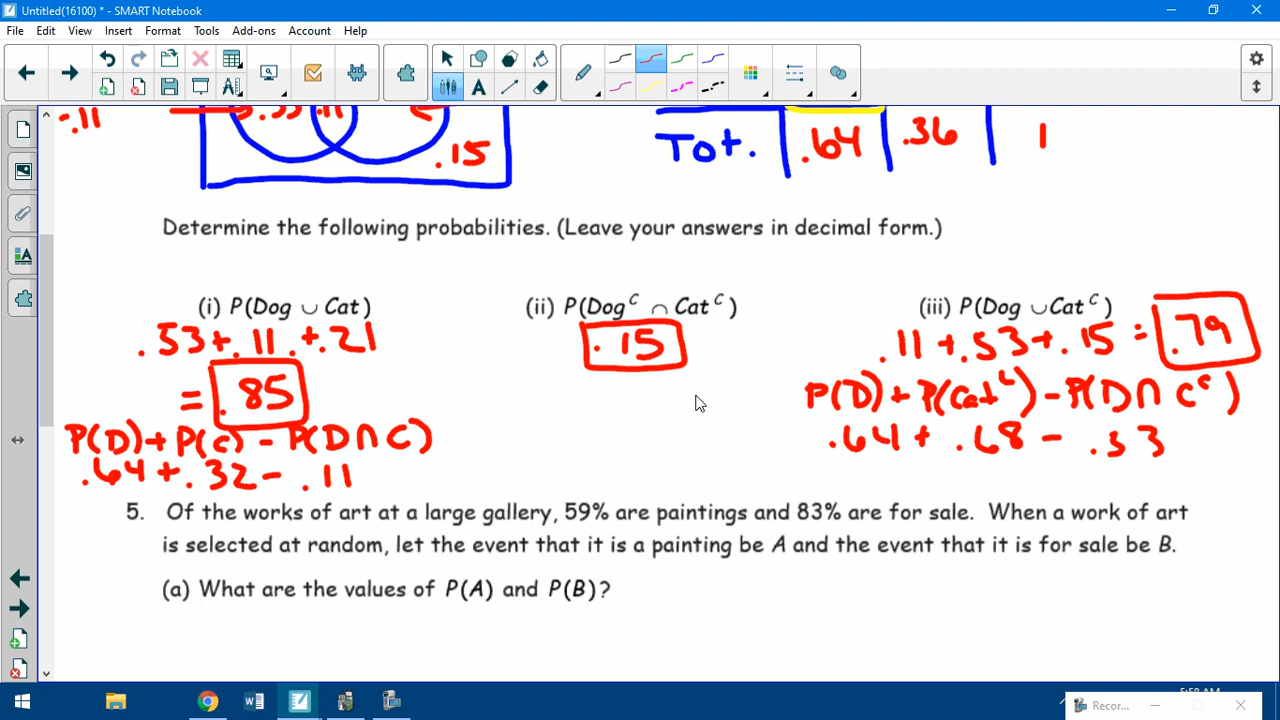 Untitled(16100) * - SMART Notebook
File Edit View Insert Format Tools Add-ons Account Help
-.11
.53 .11
.15
Tot. .64 .36 1
Determine the following probabilities. (Leave your answers in decimal form.)
(i) P(Dog ∪ Cat) (ii) P(Dog^C ∩ Cat^C) (iii) P(Dog ∪Cat^C)
.53+.11.+.21 .15 .11+.53+.15 = .79
= .85 P(D)+P(Cat^C)-P(D∩C^C)
P(D)+P(C)-P(D∩C) .64+.68-.53
.64+.32-.11
5. Of the works of art at a large gallery, 59% are paintings and 83% are for sale. When a work of art
is selected at random, let the event that it is a painting be A and the event that it is for sale be B.
(a) What are the values of P(A) and P(B)?
Recor...